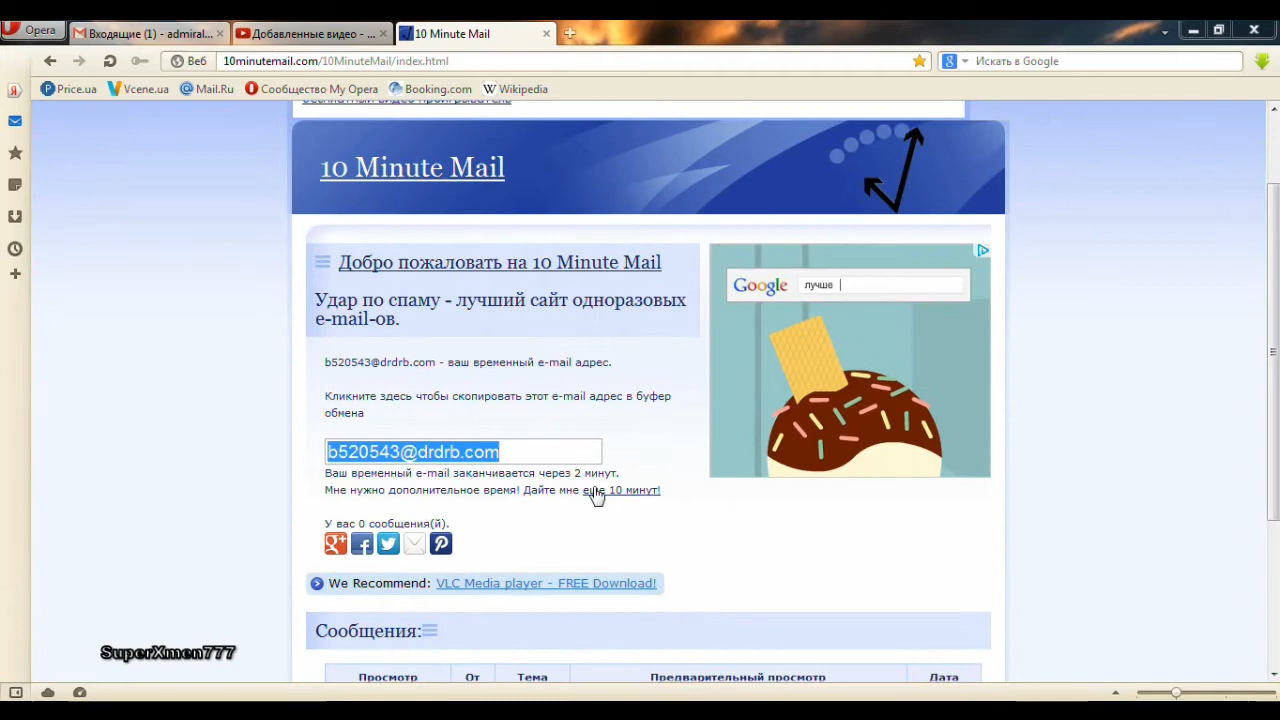 Opera
Входящие (1) - admiral...
Добавленные видео - ...
10 Minute Mail
Веб
10minutemail.com/10MinuteMail/index.html
Искать в Google
Price.ua
Vcene.ua
Mail.Ru
Сообщество My Opera
Booking.com
Wikipedia
10 Minute Mail
Добро пожаловать на 10 Minute Mail
Удар по спаму - лучший сайт одноразовых
e-mail-ов.
Google лучше
b520543@drdrb.com - ваш временный e-mail адрес.
Кликните здесь чтобы скопировать этот e-mail адрес в буфер
обмена
b520543@drdrb.com
Ваш временный e-mail заканчивается через 2 минут.
Мне нужно дополнительное время! Дайте мне еще 10 минут!
У вас 0 сообщения(й).
We Recommend: VLC Media player - FREE Download!
Сообщения:
SuperXmen777
Просмотр От Тема Предварительный просмотр Дата